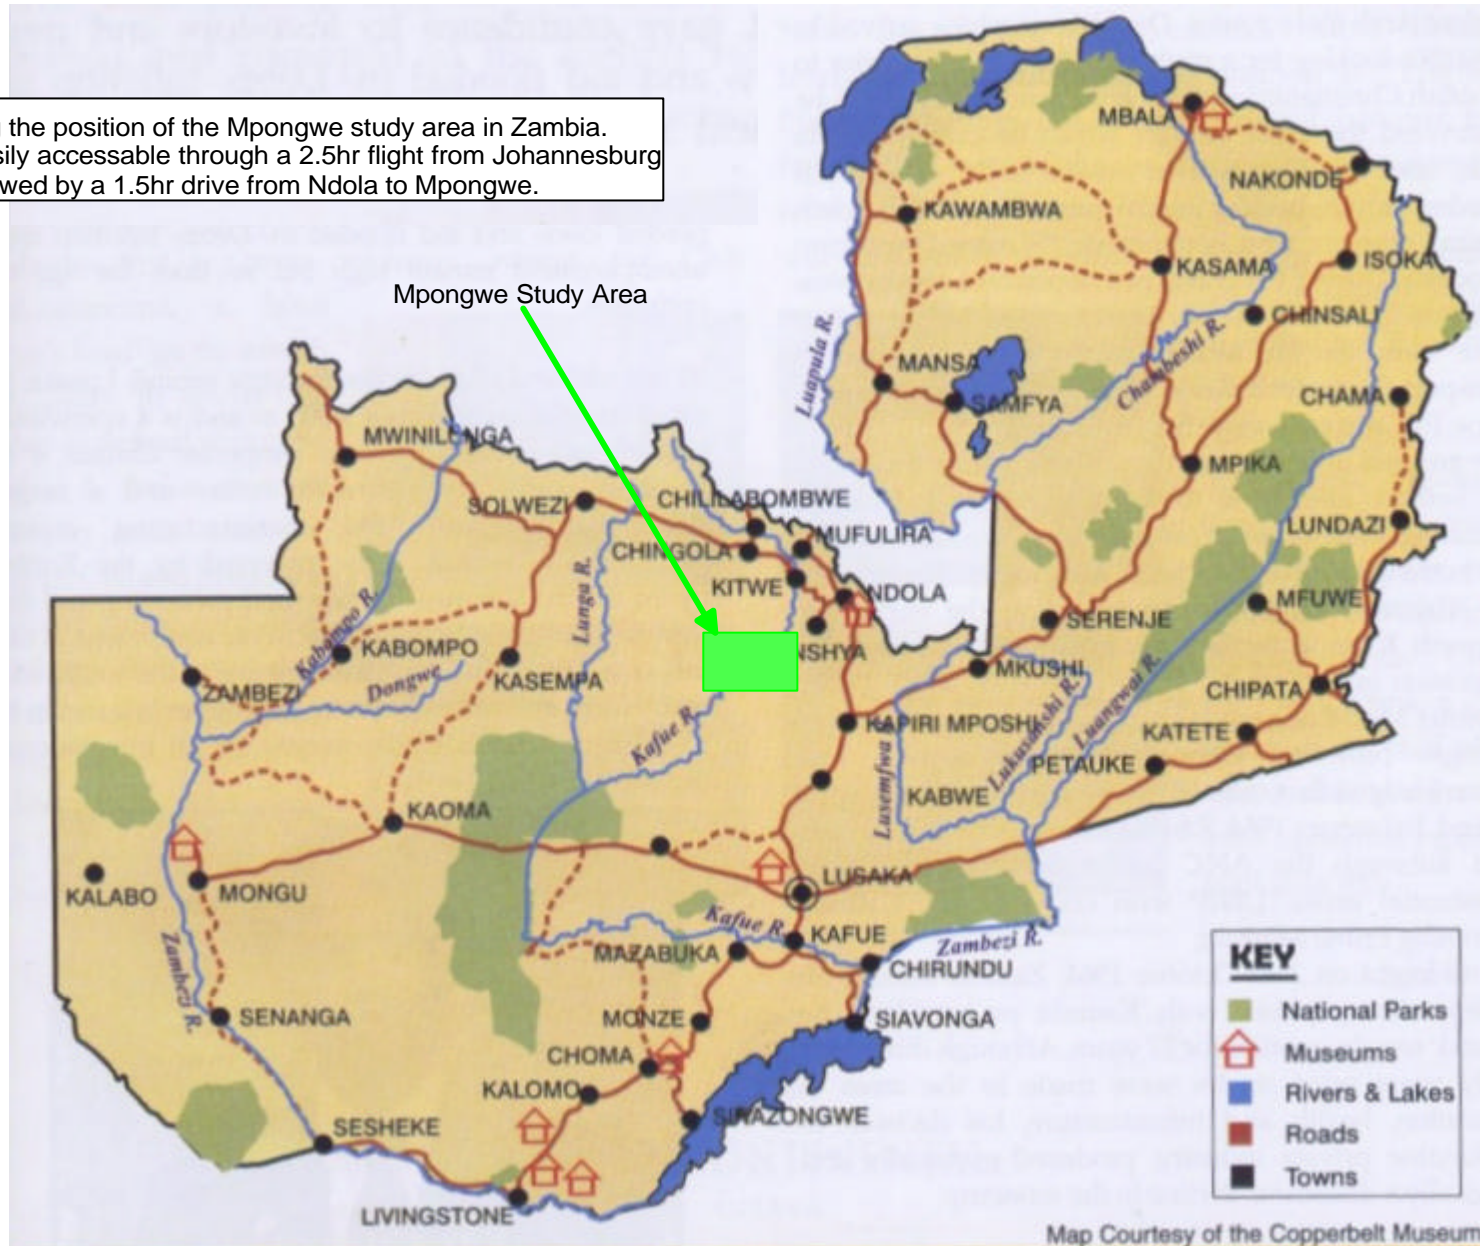 the position of the Mpongwe study area in Zambia.
sily accessable through a 2.5hr flight from Johannesburg
wed by a 1.5hr drive from Ndola to Mpongwe.
Mpongwe Study Area
MBALA
NAKONDE
KAWAMBWA
KASAMA
ISOKA
CHINSALI
Luapula R.
MANSA
Chambeshi R.
SAMFYA
CHAMA
MWINILUNGA
MPIKA
SOLWEZI
CHILILABOMBWE
LUNDAZI
MUFULIRA
CHINGOLA
KITWE
Lunga R.
NDOLA
MFUWE
SERENJE
Kabompo R.
KABOMPO
NSHYA
MKUSHI
Dongwe
KASEMPA
ZAMBEZI
CHIPATA
Lukusashi R.
Luangwai R.
KAPIRI MPOSHI
KATETE
Kafue R.
Lusemfwa
PETAUKE
KABWE
KAOMA
LUSAKA
KALABO
MONGU
Kafue R.
KAFUE
Zambezi R.
MAZABUKA
CHIRUNDU
Zambezi R.
SENANGA
MONZE
SIAVONGA
CHOMA
KALOMO
SINAZONGWE
SESHEKE
LIVINGSTONE
KEY
National Parks
Museums
Rivers & Lakes
Roads
Towns
Map Courtesy of the Copperbelt Museum